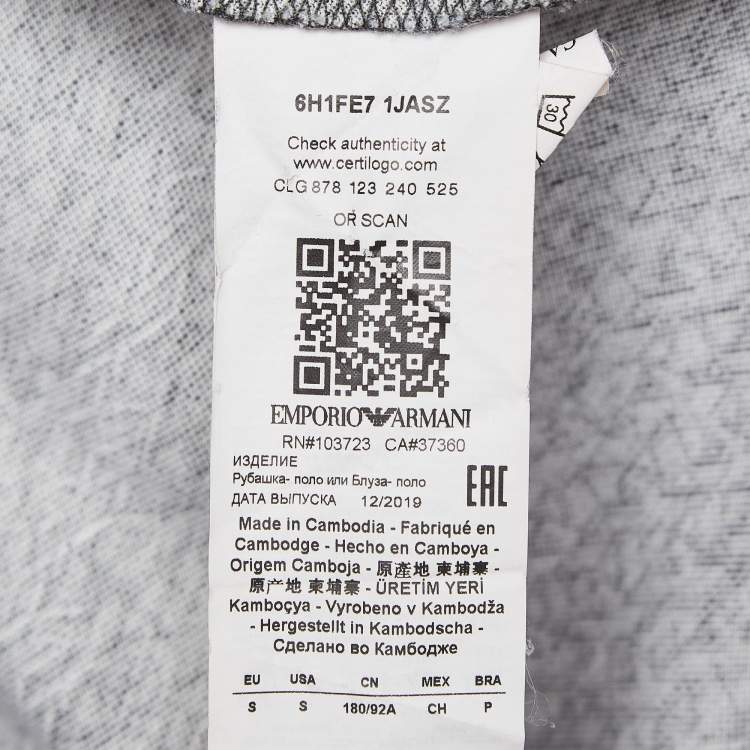 6H1FE7 1JASZ
Check authenticity at
www.certilogo.com
CLG 878 123 240 525
OR SCAN
EMPORIO ARMANI
RN#103723 CA#37360
ИЗДЕЛИЕ
Рубашка- поло или Блуза- поло
ДАТА ВЫПУСКА 12/2019
EAC
Made in Cambodia - Fabriqué en
Cambodge - Hecho en Camboya -
Origem Camboja - 原產地 柬埔寨 -
原产地 柬埔寨 - ÜRETİM YERİ
Kamboçya - Vyrobeno v Kambodža
- Hergestellt in Kambodscha -
Сделано во Камбодже
EU USA CN MEX BRA
S S 180/92A CH P
30